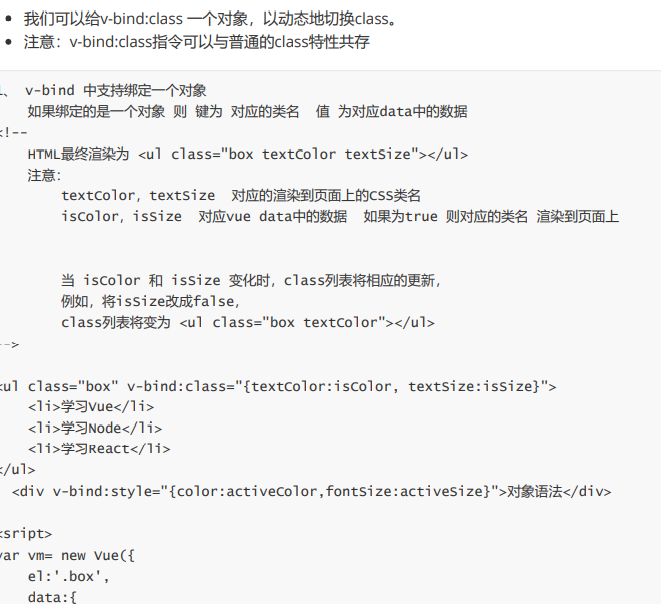 我们可以给v-bind:class 一个对象，以动态地切换class。
注意：v-bind:class指令可以与普通的class特性共存
、 v-bind 中支持绑定一个对象
如果绑定的是一个对象 则 键为 对应的类名  值 为对应data中的数据
<!--
HTML最终渲染为 <ul class="box textColor textSize"></ul>
注意：
textColor，textSize  对应的渲染到页面上的CSS类名
isColor，isSize  对应vue data中的数据  如果为true 则对应的类名 渲染到页面上
当 isColor 和 isSize 变化时，class列表将相应的更新，
例如，将isSize改成false，
class列表将变为 <ul class="box textColor"></ul>
-->
<ul class="box" v-bind:class="{textColor:isColor, textSize:isSize}">
<li>学习Vue</li>
<li>学习Node</li>
<li>学习React</li>
</ul>
<div v-bind:style="{color:activeColor,fontSize:activeSize}">对象语法</div>
<sript>
var vm= new Vue({
el:'.box',
data:{